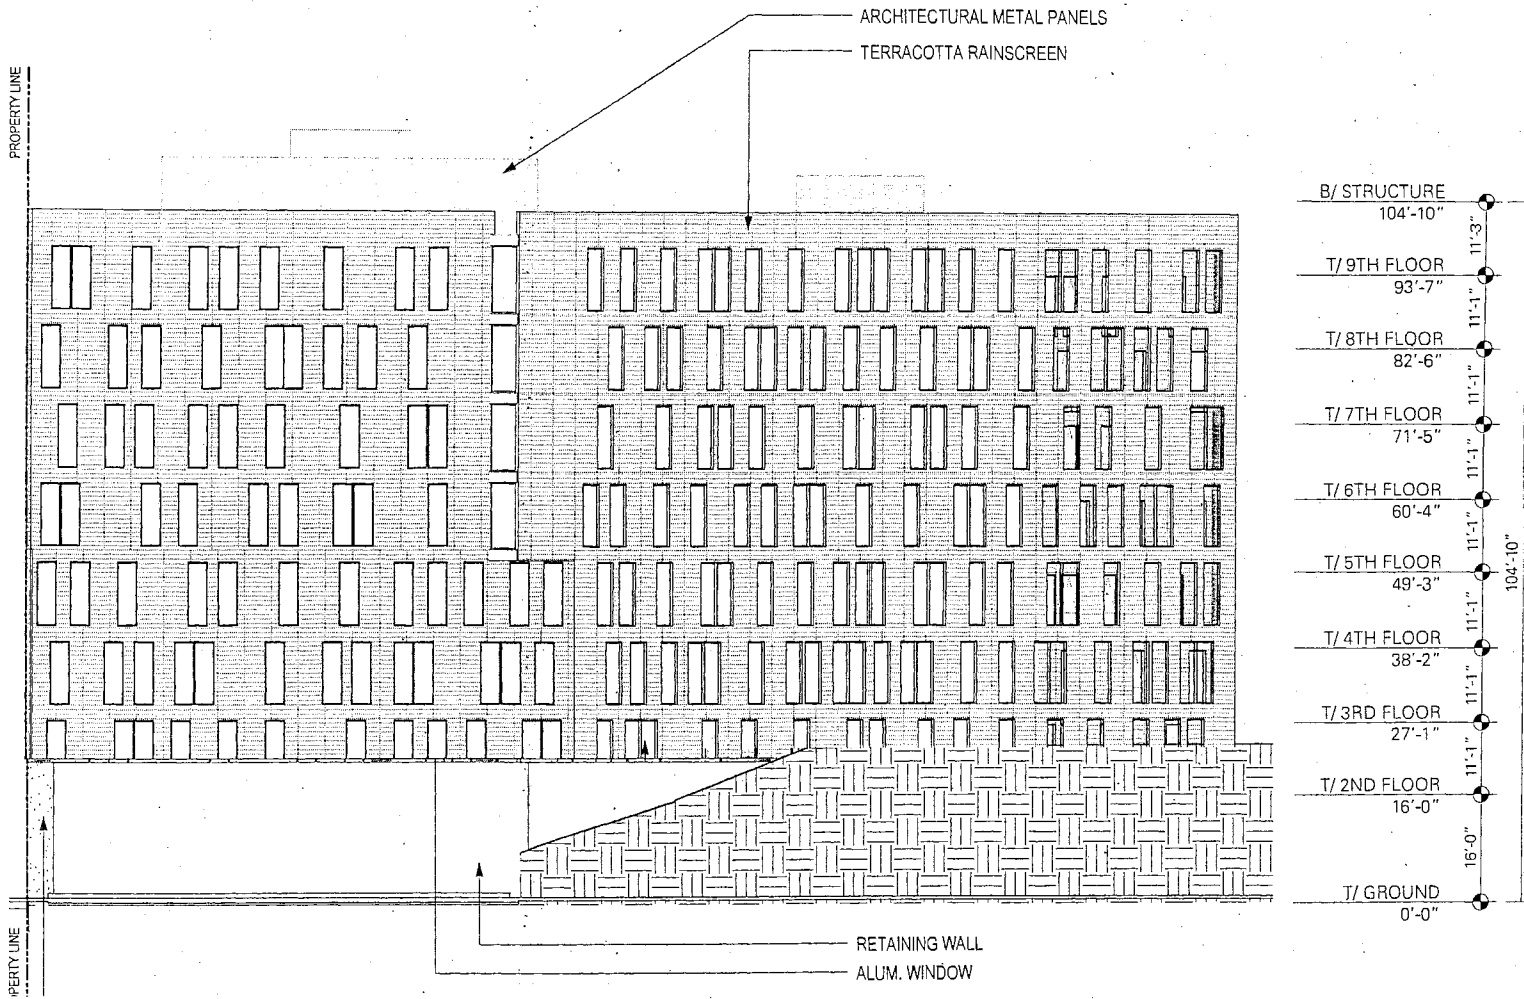 ARCHITECTURAL METAL PANELS
TERRACOTTA RAINSCREEN
PROPERTY LINE
B/ STRUCTURE
104'-10"
11'-3"
T/ 9TH FLOOR
93'-7"
11'-1"
T/ 8TH FLOOR
82'-6"
11'-1"
T/ 7TH FLOOR
71'-5"
11'-1"
T/ 6TH FLOOR
60'-4"
11'-1"
T/ 5TH FLOOR
49'-3"
104'-10"
11'-1"
T/ 4TH FLOOR
38'-2"
11'-1"
T/ 3RD FLOOR
27'-1"
11'-1"
T/ 2ND FLOOR
16'-0"
16'-0"
T/ GROUND
0'-0"
OPERTY LINE
RETAINING WALL
ALUM. WINDOW